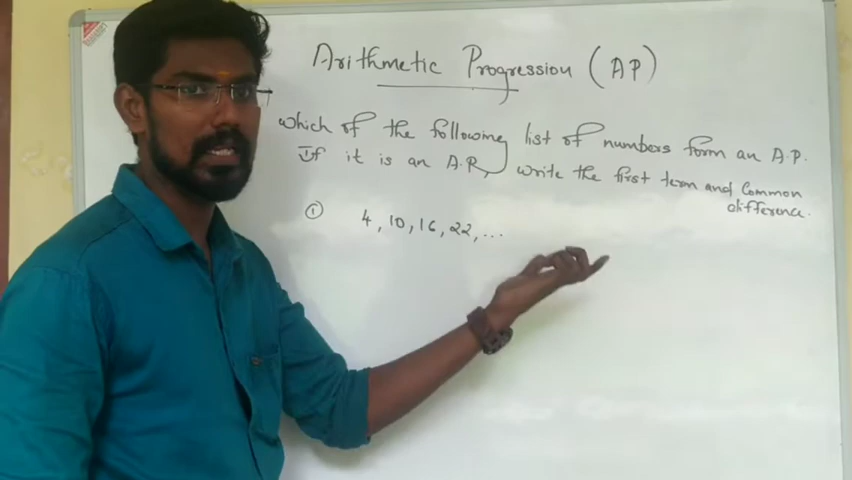 Arithmetic Progression (AP)
Which of the following list of numbers form an A.P.
If it is an A.P, write the first term and Common
difference.
① 4, 10, 16, 22, ...